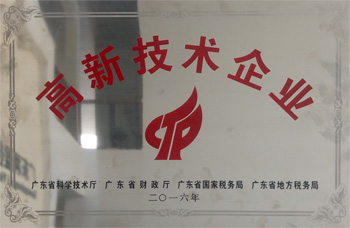 高新技术企业
广东省科学技术厅 广东省财政厅 广东省国家税务局 广东省地方税务局
二〇一六年